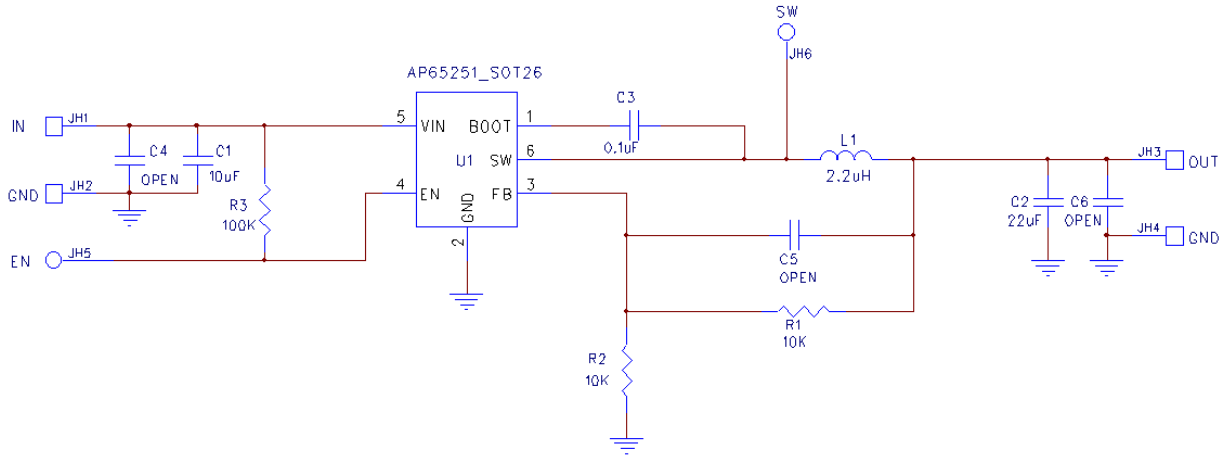 SW
JH6
AP65251_SOT26
C3
0.1uF
IN
JH1
5
VIN
BOOT
1
U1
SW
6
L1
2.2uH
JH3
OUT
C4
OPEN
C1
10uF
GND
JH2
4
EN
FB
3
GND
2
R3
100K
C2
22uF
C6
OPEN
JH4
GND
EN
JH5
C5
OPEN
R1
10K
R2
10K